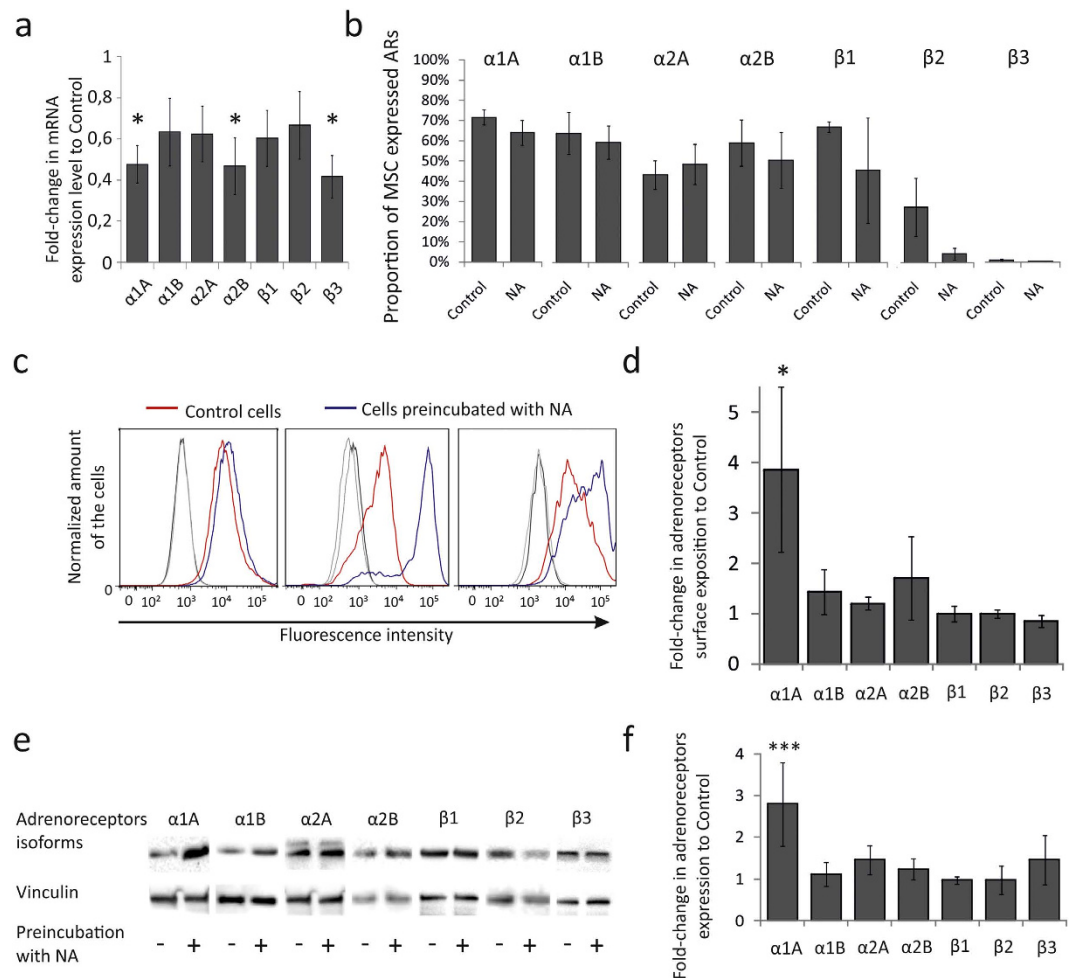 a
Fold-change in mRNA
expression level to Control
1
0,8
0,6
0,4
0,2
0
*
*
*
α1A
α1B
α2A
α2B
β1
β2
β3
b
Proportion of MSC expressed ARs
100%
90%
80%
70%
60%
50%
40%
30%
20%
10%
0%
α1A
α1B
α2A
α2B
β1
β2
β3
Control
NA
Control
NA
Control
NA
Control
NA
Control
NA
Control
NA
Control
NA
c
Control cells
Cells preincubated with NA
Normalized amount
of the cells
0
0 10² 10³ 10⁴ 10⁵
0 10² 10³ 10⁴ 10⁵
0 10² 10³ 10⁴ 10⁵
Fluorescence intensity
d
Fold-change in adrenoreceptors
surface exposition to Control
5
4
3
2
1
0
*
α1A α1B α2A α2B β1 β2 β3
e
Adrenoreceptors
isoforms
α1A α1B α2A α2B β1 β2 β3
Vinculin
Preincubation
with NA
- + - + - + - + - + - + - +
f
Fold-change in adrenoreceptors
expression to Control
4
3
2
1
0
***
α1A α1B α2A α2B β1 β2 β3